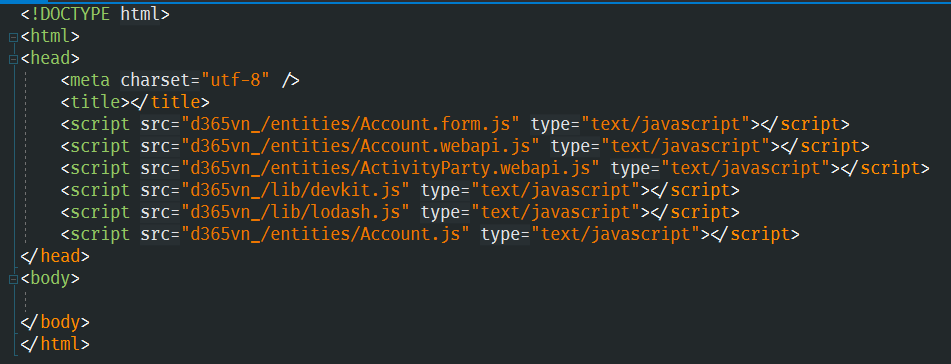 <!DOCTYPE html>
<html>
<head>
    <meta charset="utf-8" />
    <title></title>
    <script src="d365vn_/entities/Account.form.js" type="text/javascript"></script>
    <script src="d365vn_/entities/Account.webapi.js" type="text/javascript"></script>
    <script src="d365vn_/entities/ActivityParty.webapi.js" type="text/javascript"></script>
    <script src="d365vn_/lib/devkit.js" type="text/javascript"></script>
    <script src="d365vn_/lib/lodash.js" type="text/javascript"></script>
    <script src="d365vn_/entities/Account.js" type="text/javascript"></script>
</head>
<body>

</body>
</html>